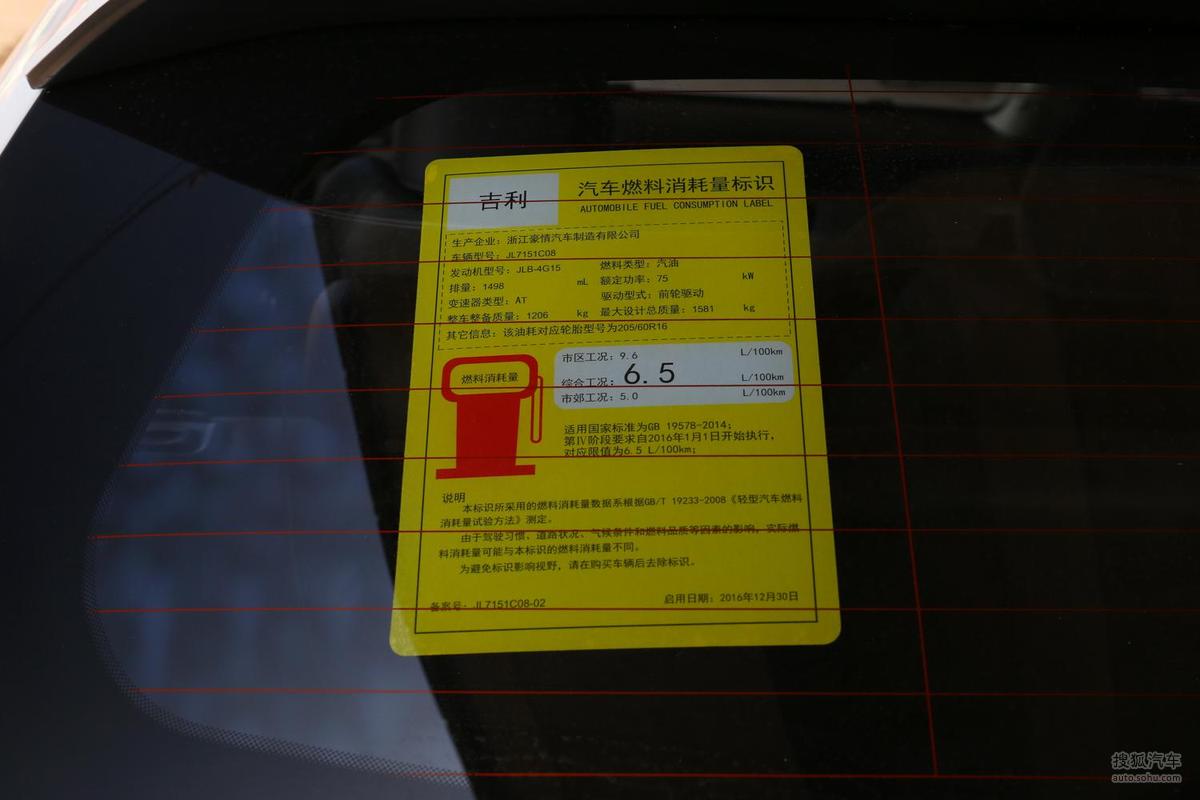 吉利
汽车燃料消耗量标识
AUTOMOBILE FUEL CONSUMPTION LABEL
生产企业：浙江豪情汽车制造有限公司
车辆型号：JL7151C08
发动机型号：JLB-4G15 燃料类型：汽油
排量：1498 mL 额定功率：75 kW
变速器类型：AT 驱动型式：前轮驱动
整车整备质量：1206 kg 最大设计总质量：1581 kg
其它信息：该油耗对应轮胎型号为205/60R16
燃料消耗量
市区工况：9.6 L/100km
综合工况：6.5 L/100km
市郊工况：5.0 L/100km
适用国家标准为GB 19578-2014；
第Ⅳ阶段要求自2016年1月1日开始执行，
对应限值为6.5 L/100km；
说明
本标识所采用的燃料消耗量数据系根据GB/T 19233-2008《轻型汽车燃料
消耗量试验方法》测定。
由于驾驶习惯、道路状况、气候条件和燃料品质等因素的影响，实际燃
料消耗量可能与本标识的燃料消耗量不同。
为避免标识影响视野，请在购买车辆后去除标识。
备案号：JL7151C08-02 启用日期：2016年12月30日
搜狐汽车
auto.sohu.com